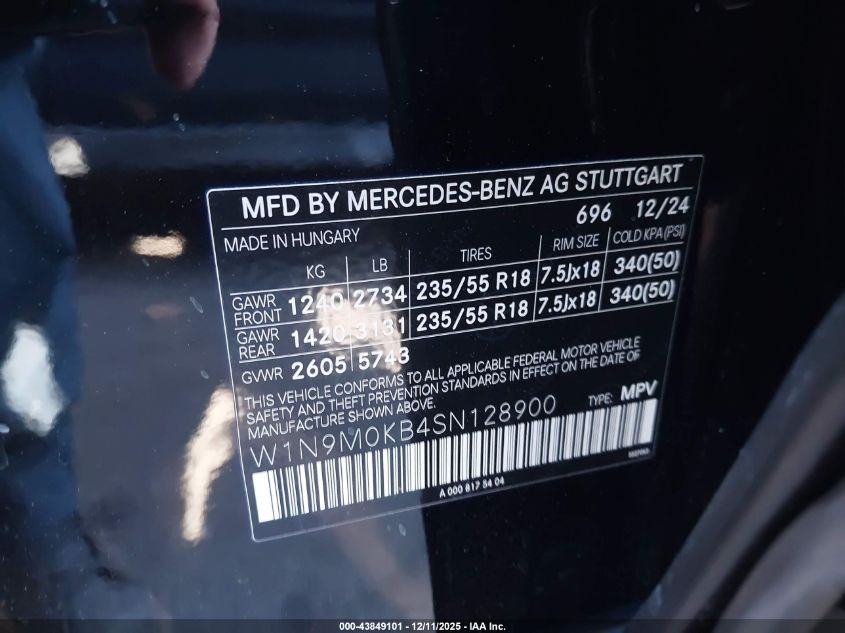 MFD BY MERCEDES-BENZ AG STUTTGART
696 12/24
MADE IN HUNGARY
KG LB TIRES RIM SIZE COLD KPA(PSI)
GAWR FRONT 1240 2734 235/55 R18 7.5Jx18 340(50)
GAWR REAR 1420 3131 235/55 R18 7.5Jx18 340(50)
GVWR 2605 5743
THIS VEHICLE CONFORMS TO ALL APPLICABLE FEDERAL MOTOR VEHICLE
SAFETY AND THEFT PREVENTION STANDARDS IN EFFECT ON THE DATE OF
MANUFACTURE SHOWN ABOVE.
W1N9M0KB4SN128900 TYPE: MPV
A 000 817 54 04
000-43849101 - 12/11/2025 - IAA Inc.